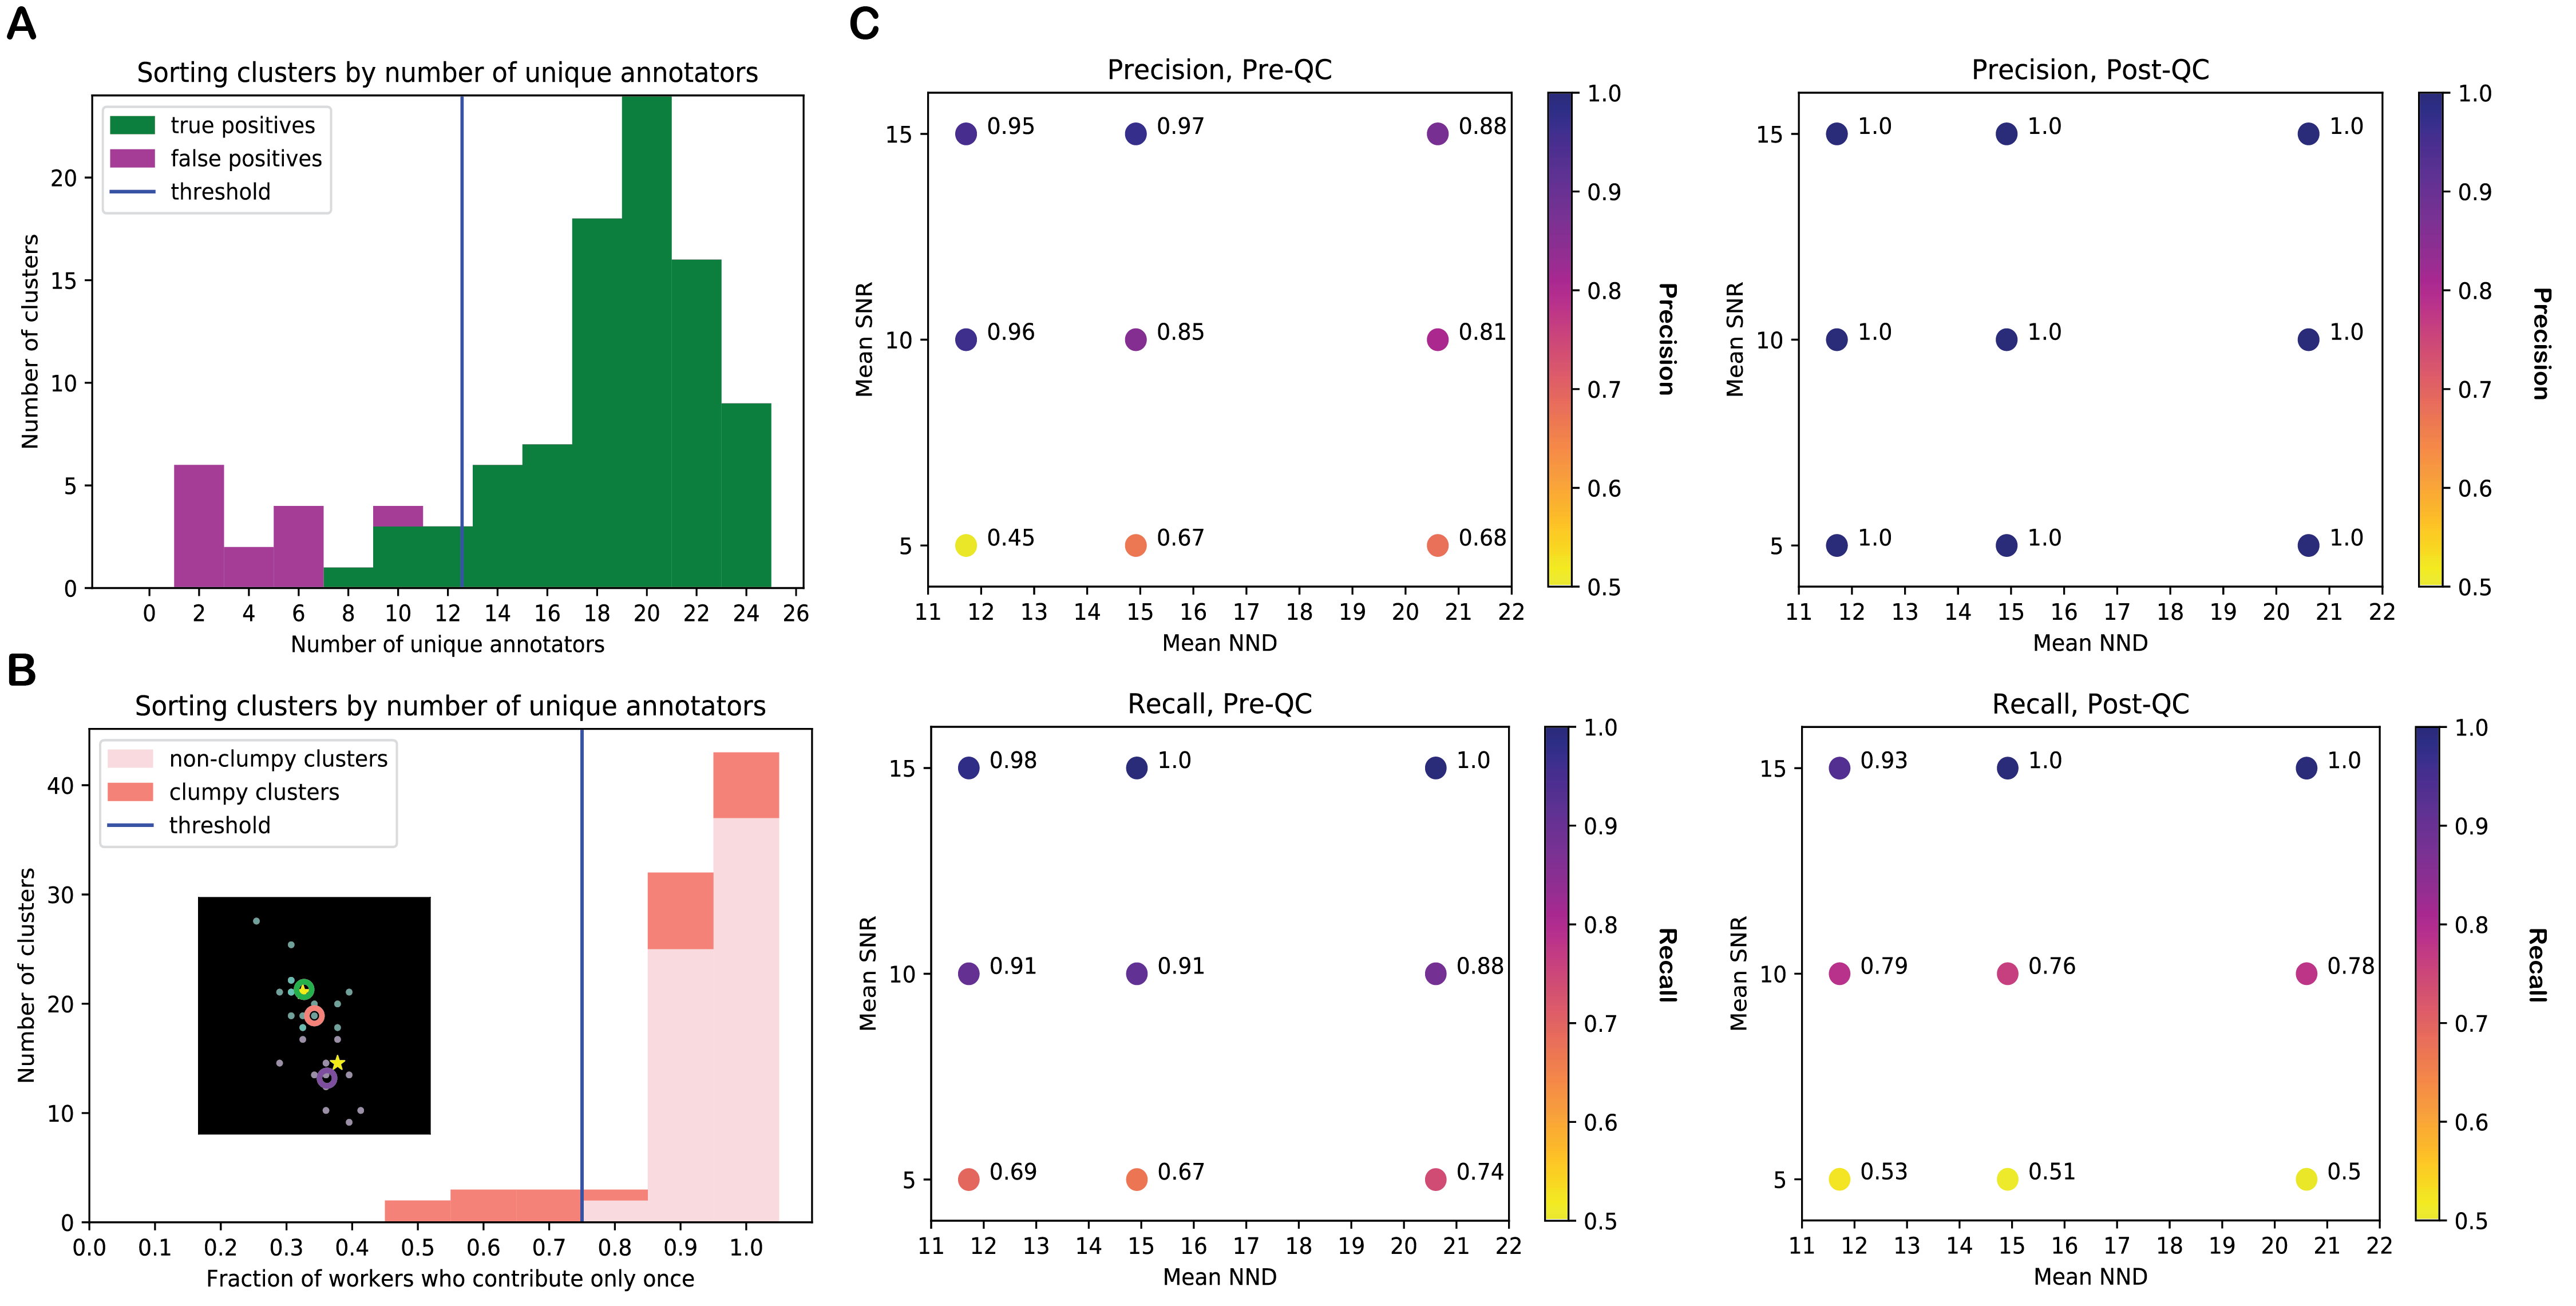 A
Sorting clusters by number of unique annotators
true positives
false positives
threshold
Number of clusters
20
15
10
5
0
0 2 4 6 8 10 12 14 16 18 20 22 24 26
Number of unique annotators
B
Sorting clusters by number of unique annotators
non-clumpy clusters
clumpy clusters
threshold
Number of clusters
40
30
20
10
0
0.0 0.1 0.2 0.3 0.4 0.5 0.6 0.7 0.8 0.9 1.0
Fraction of workers who contribute only once
C
Precision, Pre-QC
Mean SNR
15
10
5
0.95 0.97 0.88
0.96 0.85 0.81
0.45 0.67 0.68
11 12 13 14 15 16 17 18 19 20 21 22
Mean NND
1.0
0.9
0.8
0.7
0.6
0.5
Precision
Precision, Post-QC
Mean SNR
15
10
5
1.0 1.0 1.0
1.0 1.0 1.0
1.0 1.0 1.0
11 12 13 14 15 16 17 18 19 20 21 22
Mean NND
1.0
0.9
0.8
0.7
0.6
0.5
Precision
Recall, Pre-QC
Mean SNR
15
10
5
0.98 1.0 1.0
0.91 0.91 0.88
0.69 0.67 0.74
11 12 13 14 15 16 17 18 19 20 21 22
Mean NND
1.0
0.9
0.8
0.7
0.6
0.5
Recall
Recall, Post-QC
Mean SNR
15
10
5
0.93 1.0 1.0
0.79 0.76 0.78
0.53 0.51 0.5
11 12 13 14 15 16 17 18 19 20 21 22
Mean NND
1.0
0.9
0.8
0.7
0.6
0.5
Recall